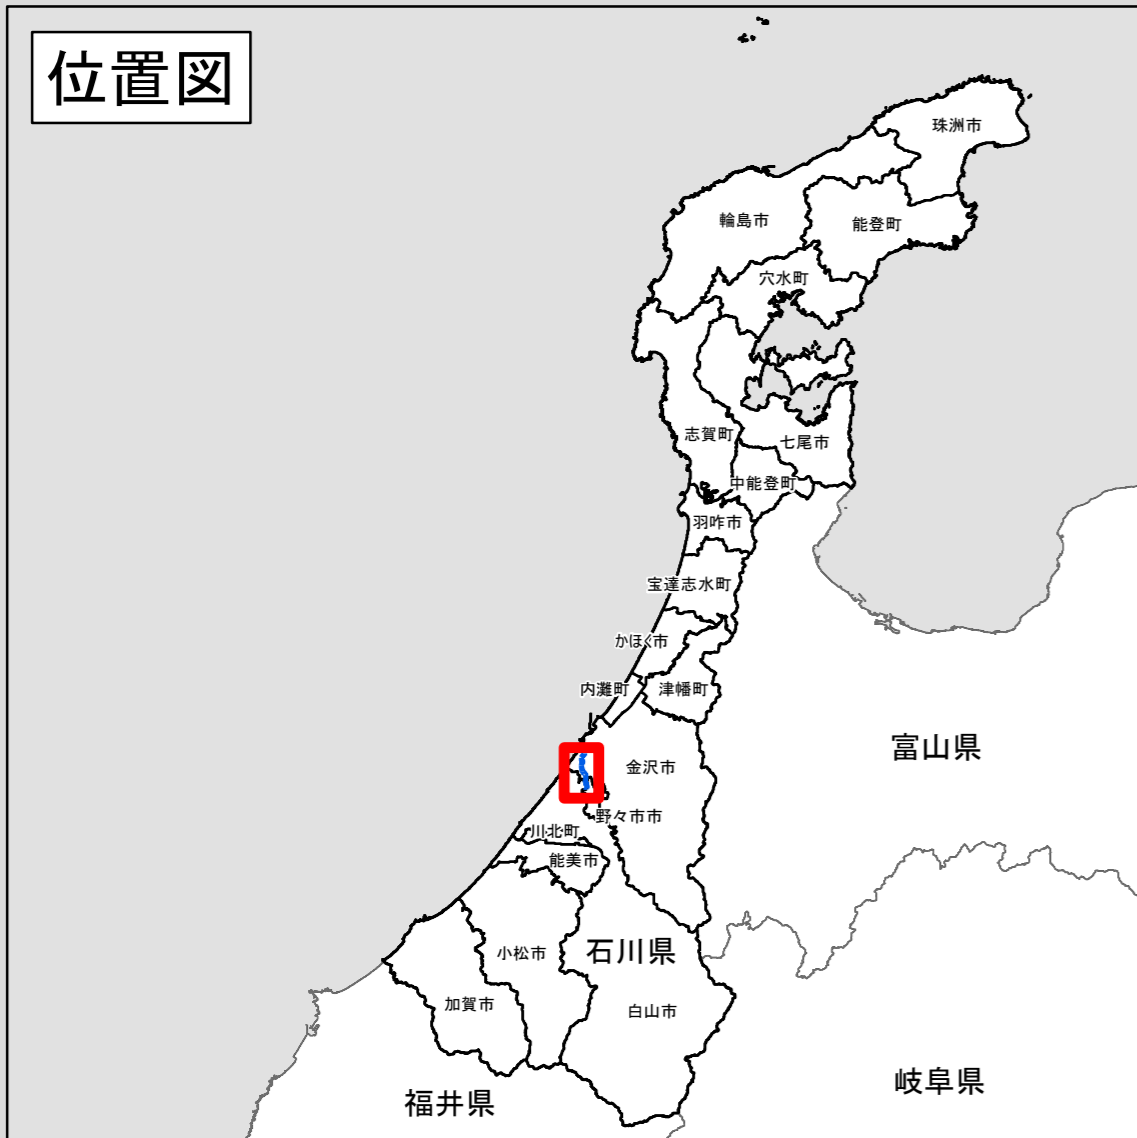 位置図
珠洲市
輪島市
能登町
穴水町
志賀町
七尾市
中能登町
羽咋市
宝達志水町
かほく市
内灘町
津幡町
富山県
金沢市
野々市市
川北町
能美市
小松市
石川県
加賀市
白山市
岐阜県
福井県